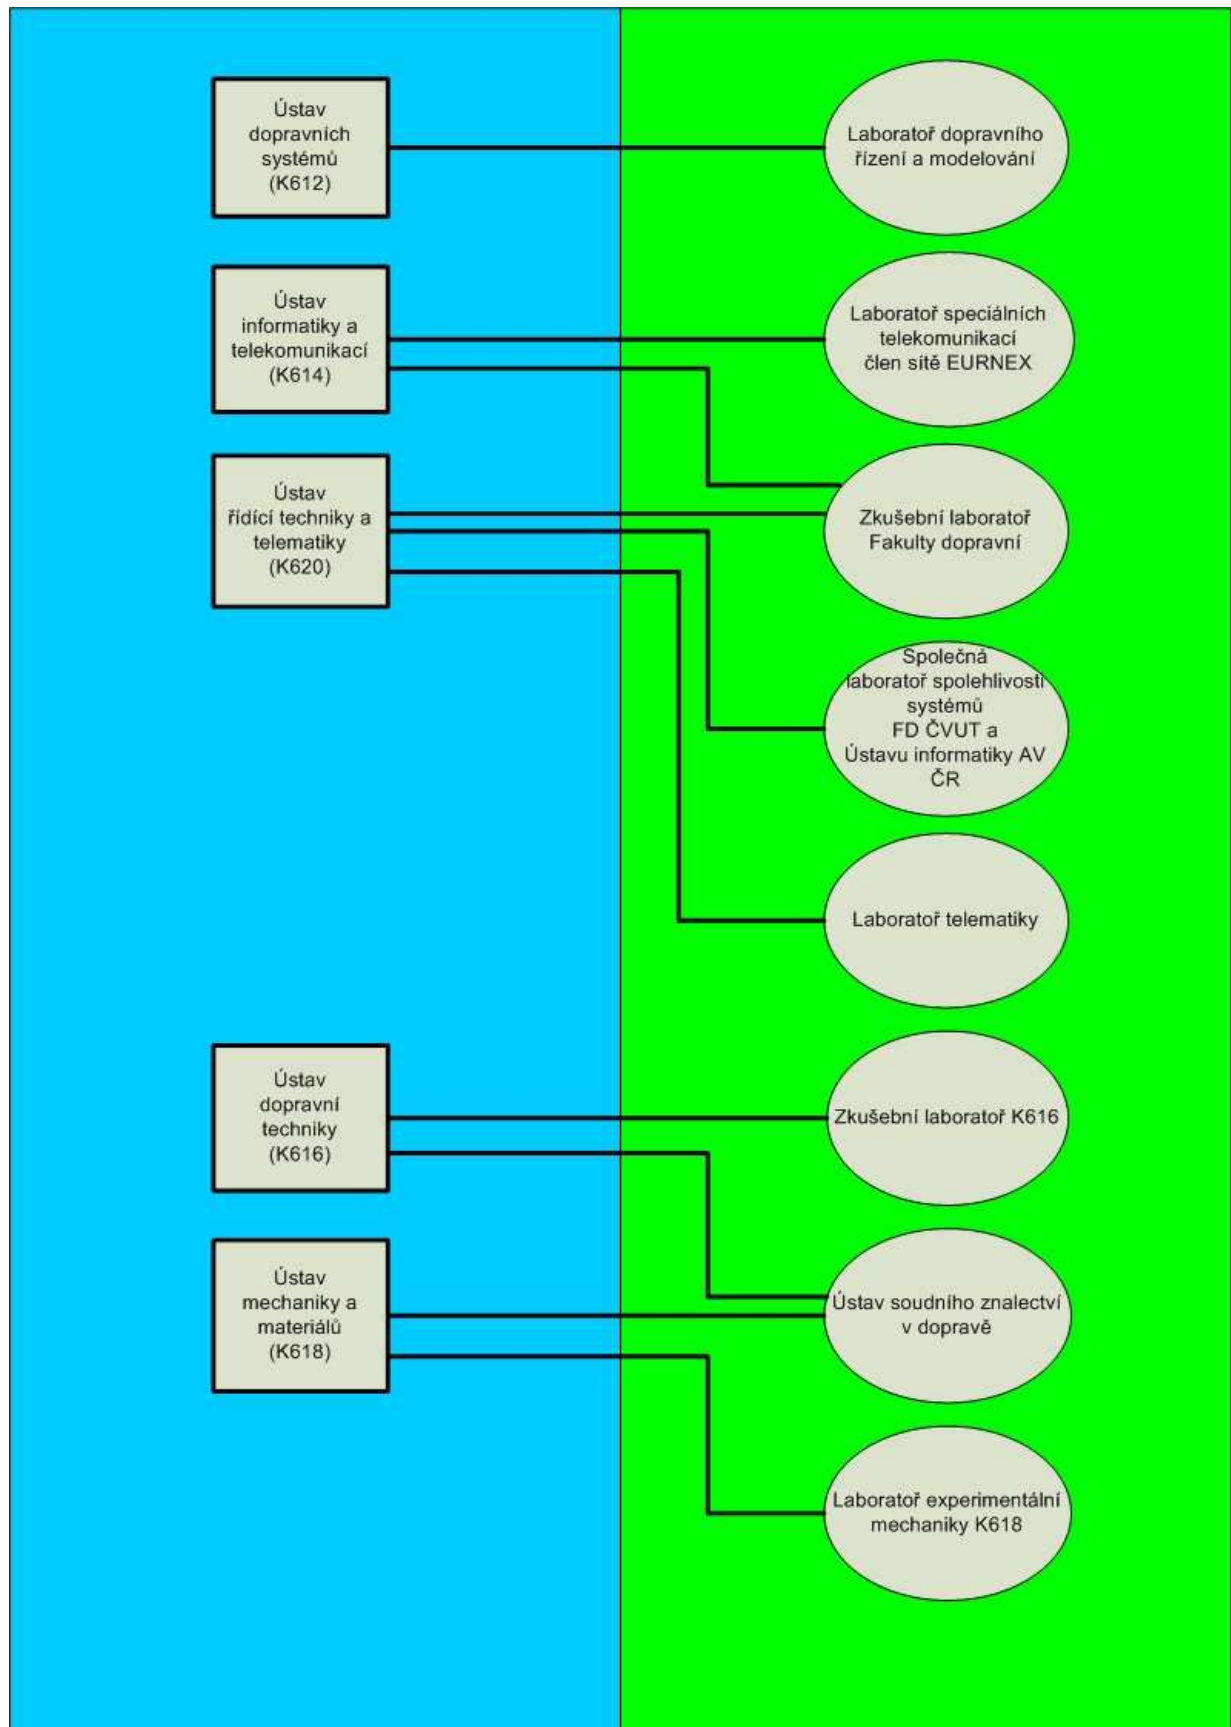 Ústav
dopravních
systémů
(K612)
Laboratoř dopravního
řízení a modelování
Ústav
informatiky a
telekomunikací
(K614)
Laboratoř speciálních
telekomunikací
člen sítě EURNEX
Ústav
řídící techniky a
telematiky
(K620)
Zkušební laboratoř
Fakulty dopravní
Společná
laboratoř spolehlivosti
systémů
FD ČVUT a
Ústavu informatiky AV
ČR
Laboratoř telematiky
Ústav
dopravní
techniky
(K616)
Zkušební laboratoř K616
Ústav
mechaniky a
materiálů
(K618)
Ústav soudního znalectví
v dopravě
Laboratoř experimentální
mechaniky K618